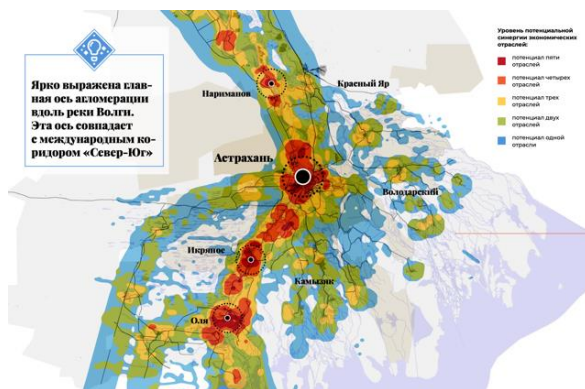 Ярко выражена глав-
ная ось агломерации
вдоль реки Волги.
Эта ось совпадает
с международным ко-
ридором «Север-Юг»
Нариманов
Красный Яр
Астрахань
Володарский
Икряное
Камызяк
Оля
Уровень потенциальной
синергии экономических
отраслей:
потенциал пяти
отраслей
потенциал четырех
отраслей
потенциал трех
отраслей
потенциал двух
отраслей
потенциал одной
отрасли